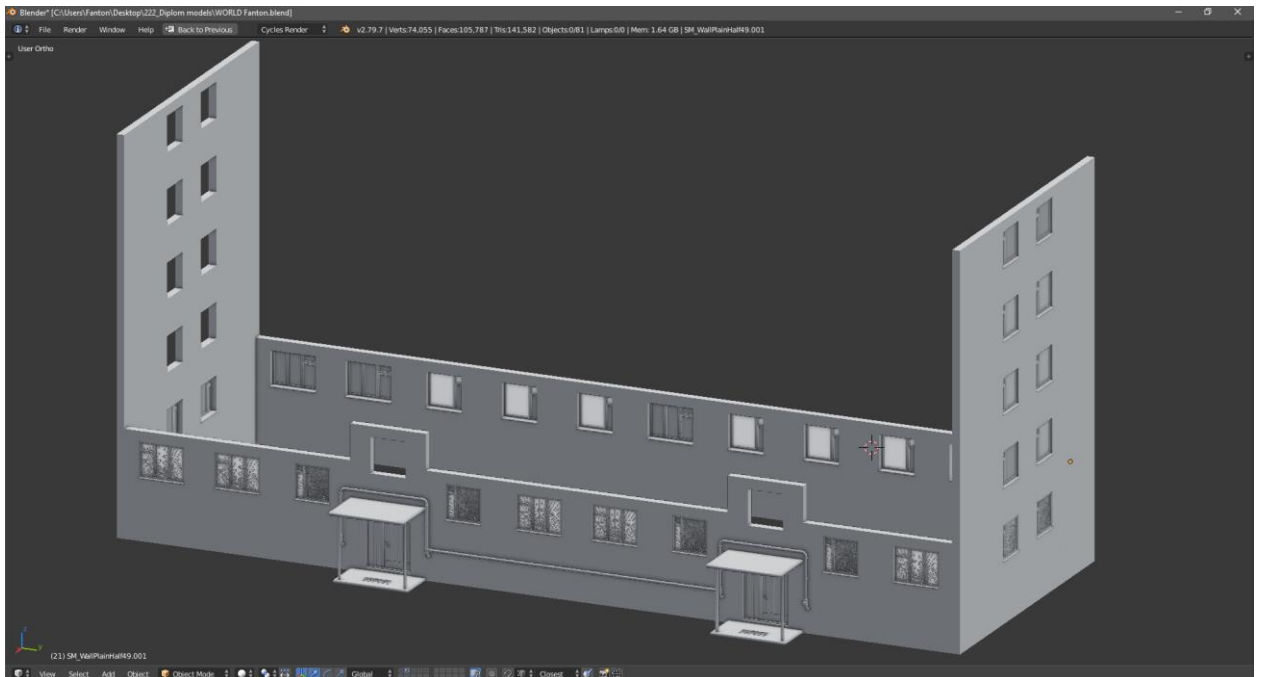 Blender* [C:\Users\Fanton\Desktop\222_Diplom models\WORLD Fanton.blend]
File Render Window Help Back to Previous Cycles Render v2.79.7 | Verts:74,055 | Faces:105,787 | Tris:141,582 | Objects:0/81 | Lamps:0/0 | Mem: 1.64 GB | SM_WallPlainHalf49.001
User Ortho
z
y
(21) SM_WallPlainHalf49.001
View Select Add Object Object Mode Global Closest